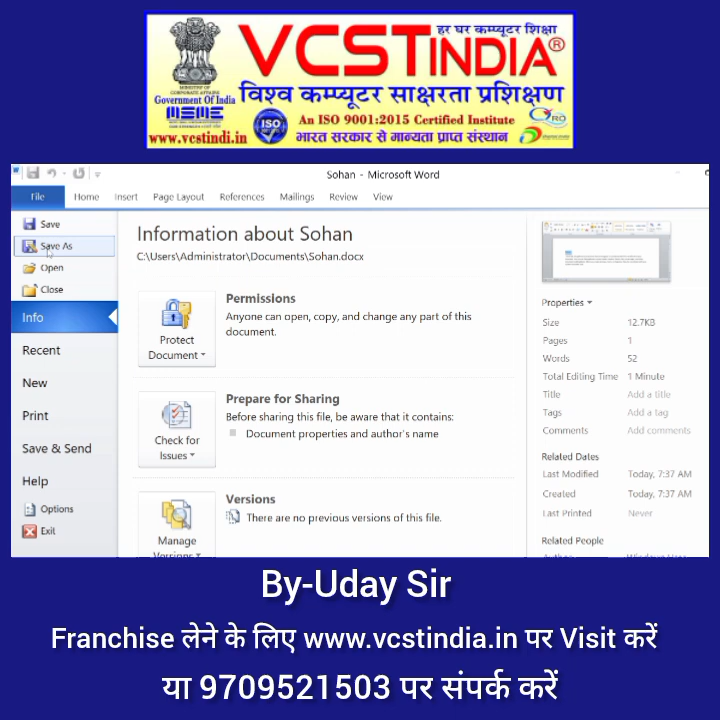 हर घर कम्प्यूटर शिक्षा
VCSTINDIA®
MINISTRY OF
CORPORATE AFFAIRS
Government Of India
विश्व कम्प्यूटर साक्षरता प्रशिक्षण
MSME
ISO
An ISO 9001:2015 Certified Institute
www.vcstindi.in
भारत सरकार से मान्यता प्राप्त संस्थान
Sohan - Microsoft Word
File Home Insert Page Layout References Mailings Review View
Save
Save As
Open
Close
Info
Recent
New
Print
Save & Send
Help
Options
Exit
Information about Sohan
C:\Users\Administrator\Documents\Sohan.docx
Protect
Document
Permissions
Anyone can open, copy, and change any part of this
document.
Check for
Issues
Prepare for Sharing
Before sharing this file, be aware that it contains:
Document properties and author's name
Manage
Versions
Versions
There are no previous versions of this file.
Properties
Size 12.7KB
Pages 1
Words 52
Total Editing Time 1 Minute
Title Add a title
Tags Add a tag
Comments Add comments
Related Dates
Last Modified Today, 7:37 AM
Created Today, 7:37 AM
Last Printed Never
Related People
By-Uday Sir
Franchise लेने के लिए www.vcstindia.in पर Visit करें
या 9709521503 पर संपर्क करें